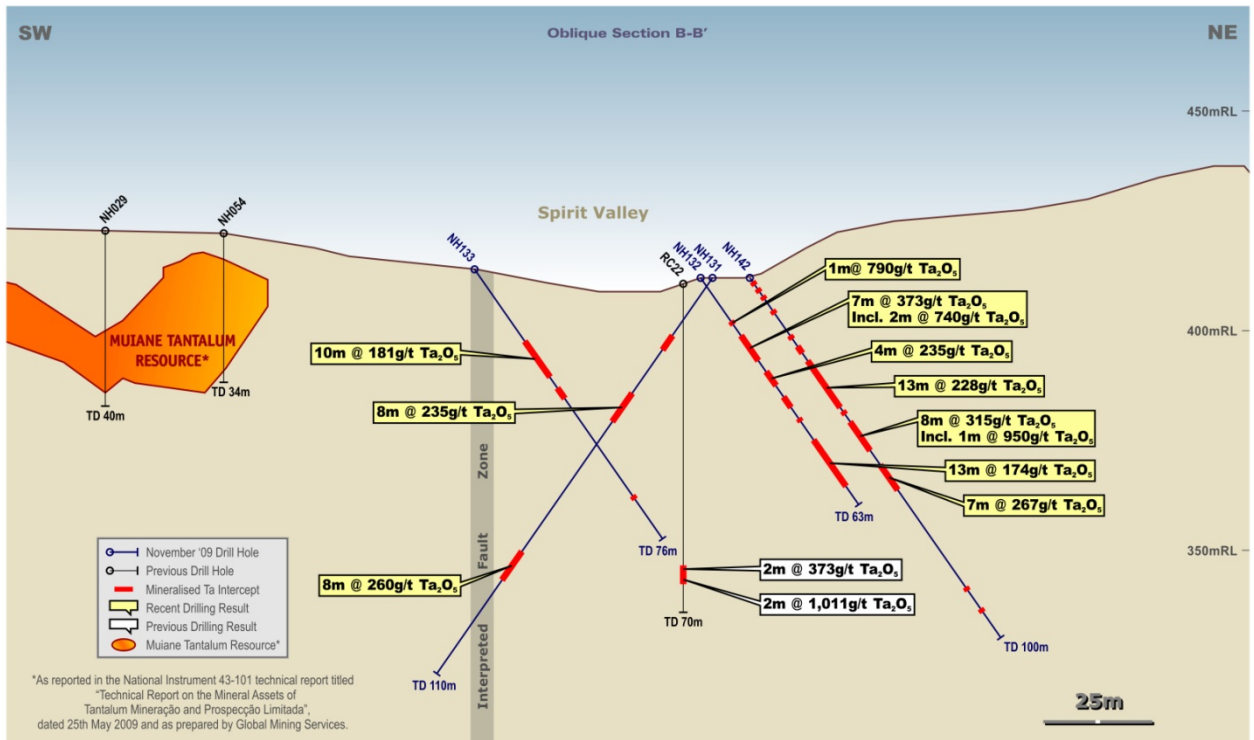 SW
Oblique Section B-B'
NE
450mRL
NH029
NH054
Spirit Valley
NH133
RC22
NH132
NH131
NH142
1m@ 790g/t Ta₂O₅
7m @ 373g/t Ta₂O₅
Incl. 2m @ 740g/t Ta₂O₅
400mRL
MUIANE TANTALUM
RESOURCE*
10m @ 181g/t Ta₂O₅
4m @ 235g/t Ta₂O₅
TD 34m
13m @ 228g/t Ta₂O₅
TD 40m
8m @ 235g/t Ta₂O₅
8m @ 315g/t Ta₂O₅
Incl. 1m @ 950g/t Ta₂O₅
13m @ 174g/t Ta₂O₅
7m @ 267g/t Ta₂O₅
TD 63m
Interpreted Fault Zone
TD 76m
350mRL
November '09 Drill Hole
Previous Drill Hole
Mineralised Ta Intercept
Recent Drilling Result
Previous Drilling Result
Muiane Tantalum Resource*
8m @ 260g/t Ta₂O₅
2m @ 373g/t Ta₂O₅
2m @ 1,011g/t Ta₂O₅
TD 70m
TD 100m
TD 110m
*As reported in the National Instrument 43-101 technical report titled
"Technical Report on the Mineral Assets of
Tantalum Mineração and Prospecção Limitada",
dated 25th May 2009 and as prepared by Global Mining Services.
25m